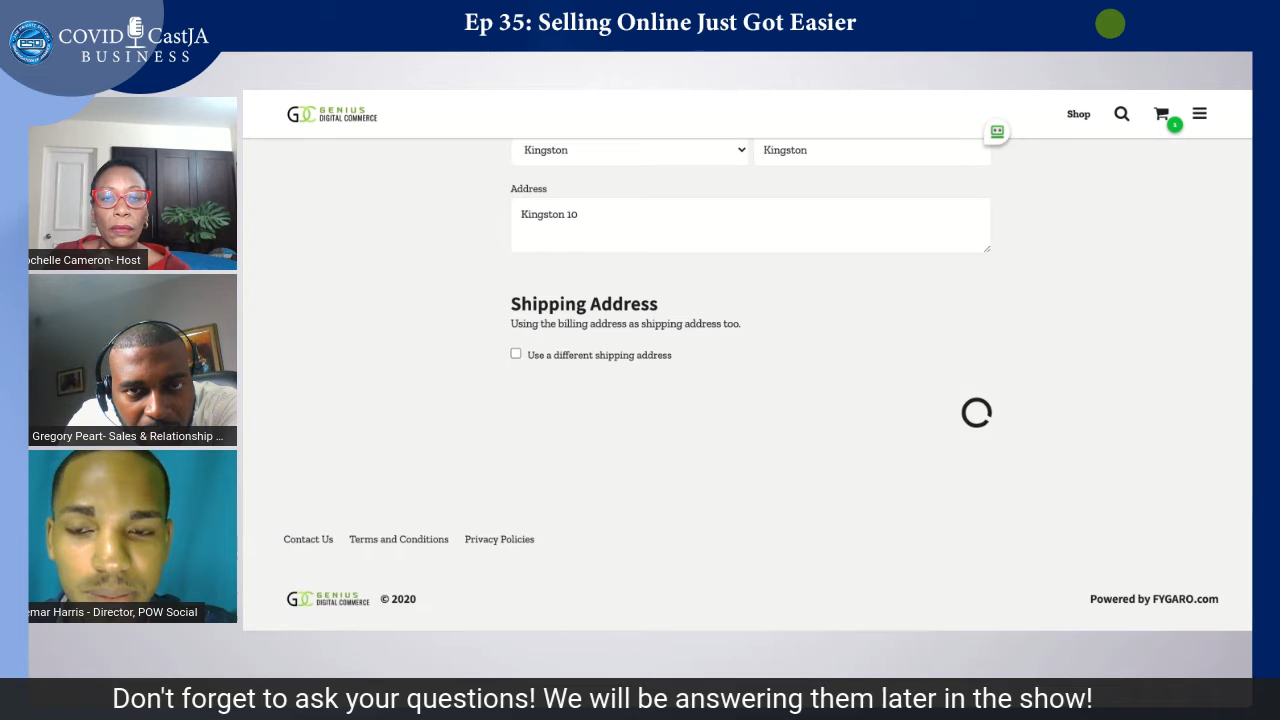 Ep 35: Selling Online Just Got Easier
COVID CastJA
BUSINESS
GENIUS
DIGITAL COMMERCE
Shop
1
Kingston
Kingston
Address
Kingston 10
Shipping Address
Using the billing address as shipping address too.
Use a different shipping address
Contact Us
Terms and Conditions
Privacy Policies
GENIUS
DIGITAL COMMERCE
© 2020
Powered by FYGARO.com
ochelle Cameron- Host
Gregory Peart- Sales & Relationship ...
emar Harris - Director, POW Social
Don't forget to ask your questions! We will be answering them later in the show!